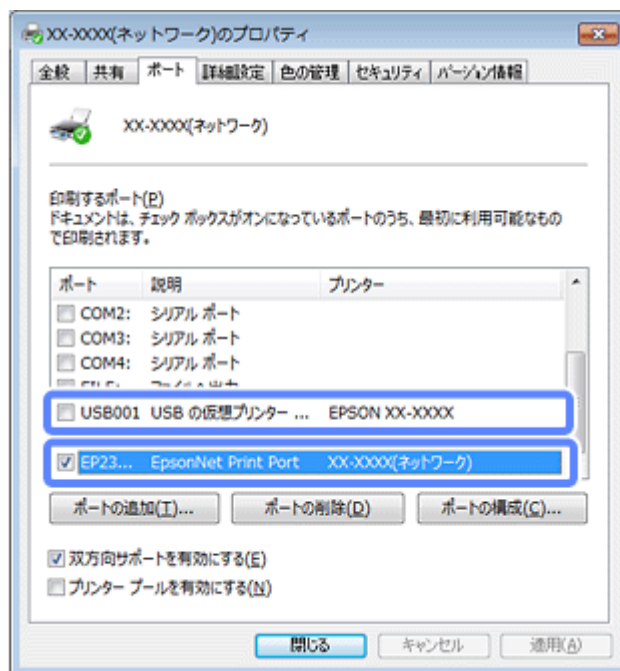 XX-XXXX(ネットワーク)のプロパティ
全般 共有 ポート 詳細設定 色の管理 セキュリティ バージョン情報
XX-XXXX(ネットワーク)
印刷するポート(P)
ドキュメントは、チェック ボックスがオンになっているポートのうち、最初に利用可能なもの
で印刷されます。
ポート 説明 プリンター
COM2: シリアル ポート
COM3: シリアル ポート
COM4: シリアル ポート
FILE: ファイルへ出力
USB001 USB の仮想プリンター ... EPSON XX-XXXX
EP23... EpsonNet Print Port XX-XXXX(ネットワーク)
ポートの追加(T)... ポートの削除(D) ポートの構成(C)...
双方向サポートを有効にする(E)
プリンター プールを有効にする(N)
閉じる キャンセル 適用(A)